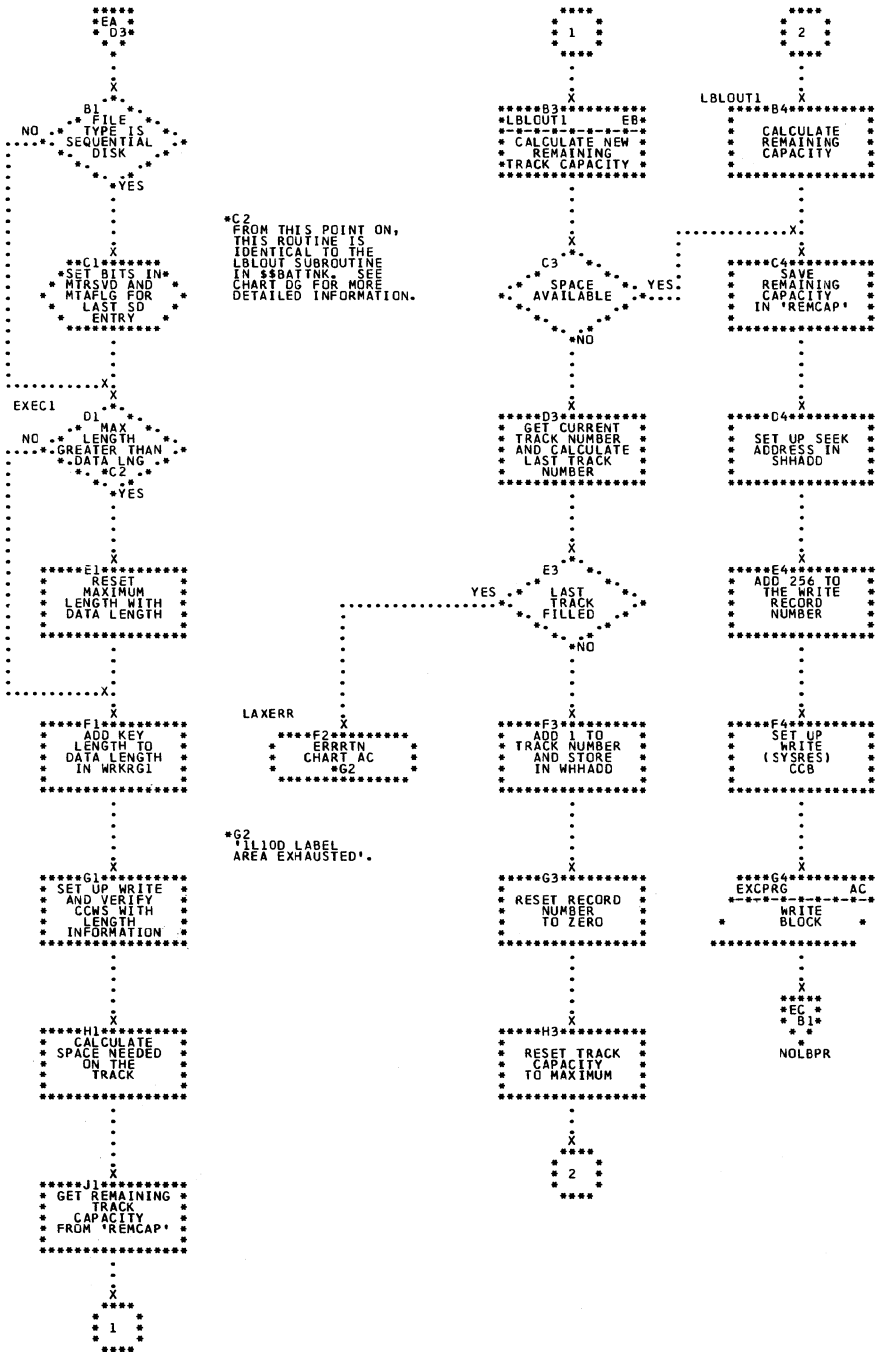 EA
D3
B1
FILE
TYPE IS
SEQUENTIAL
DISK
NO
YES
C1
SET BITS IN
MTRSVD AND
MTAFLG FOR
LAST SD
ENTRY
EXEC1
D1
MAX
LENGTH
GREATER THAN
DATA LNG
*C2
NO
YES
E1
RESET
MAXIMUM
LENGTH WITH
DATA LENGTH
F1
ADD KEY
LENGTH TO
DATA LENGTH
IN WRKRG1
G1
SET UP WRITE
AND VERIFY
CCWS WITH
LENGTH
INFORMATION
H1
CALCULATE
SPACE NEEDED
ON THE
TRACK
J1
GET REMAINING
TRACK
CAPACITY
FROM 'REMCAP'
1
*C2
FROM THIS POINT ON,
THIS ROUTINE IS
IDENTICAL TO THE
LBLOUT SUBROUTINE
IN $$BATTNK. SEE
CHART DG FOR MORE
DETAILED INFORMATION.
LAXERR
F2
ERRRTN
CHART AC
*G2
*G2
'1L10D LABEL
AREA EXHAUSTED'.
1
B3
LBLOUT1 EB
CALCULATE NEW
REMAINING
TRACK CAPACITY
C3
SPACE
AVAILABLE
YES
NO
D3
GET CURRENT
TRACK NUMBER
AND CALCULATE
LAST TRACK
NUMBER
E3
LAST
TRACK
FILLED
YES
NO
F3
ADD 1 TO
TRACK NUMBER
AND STORE
IN WHHADD
G3
RESET RECORD
NUMBER
TO ZERO
H3
RESET TRACK
CAPACITY
TO MAXIMUM
2
2
LBLOUT1
B4
CALCULATE
REMAINING
CAPACITY
C4
SAVE
REMAINING
CAPACITY
IN 'REMCAP'
D4
SET UP SEEK
ADDRESS IN
SHHADD
E4
ADD 256 TO
THE WRITE
RECORD
NUMBER
F4
SET UP
WRITE
(SYSRES)
CCB
G4
EXCPRG AC
WRITE
BLOCK
EC
B1
NOLBPR